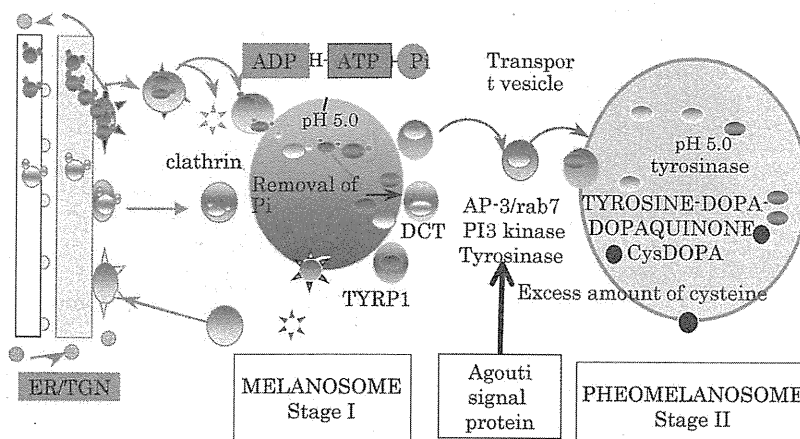 ADP H-ATP-Pi
Transpor
t vesicle
pH 5.0
pH 5.0
tyrosinase
clathrin
Removal of
Pi
DCT
TYRP1
AP-3/rab7
PI3 kinase
Tyrosinase
TYROSINE-DOPA-
DOPAQUINONE
CysDOPA
Excess amount of cysteine
ER/TGN
MELANOSOME
Stage I
Agouti
signal
protein
PHEOMELANOSOME
Stage II